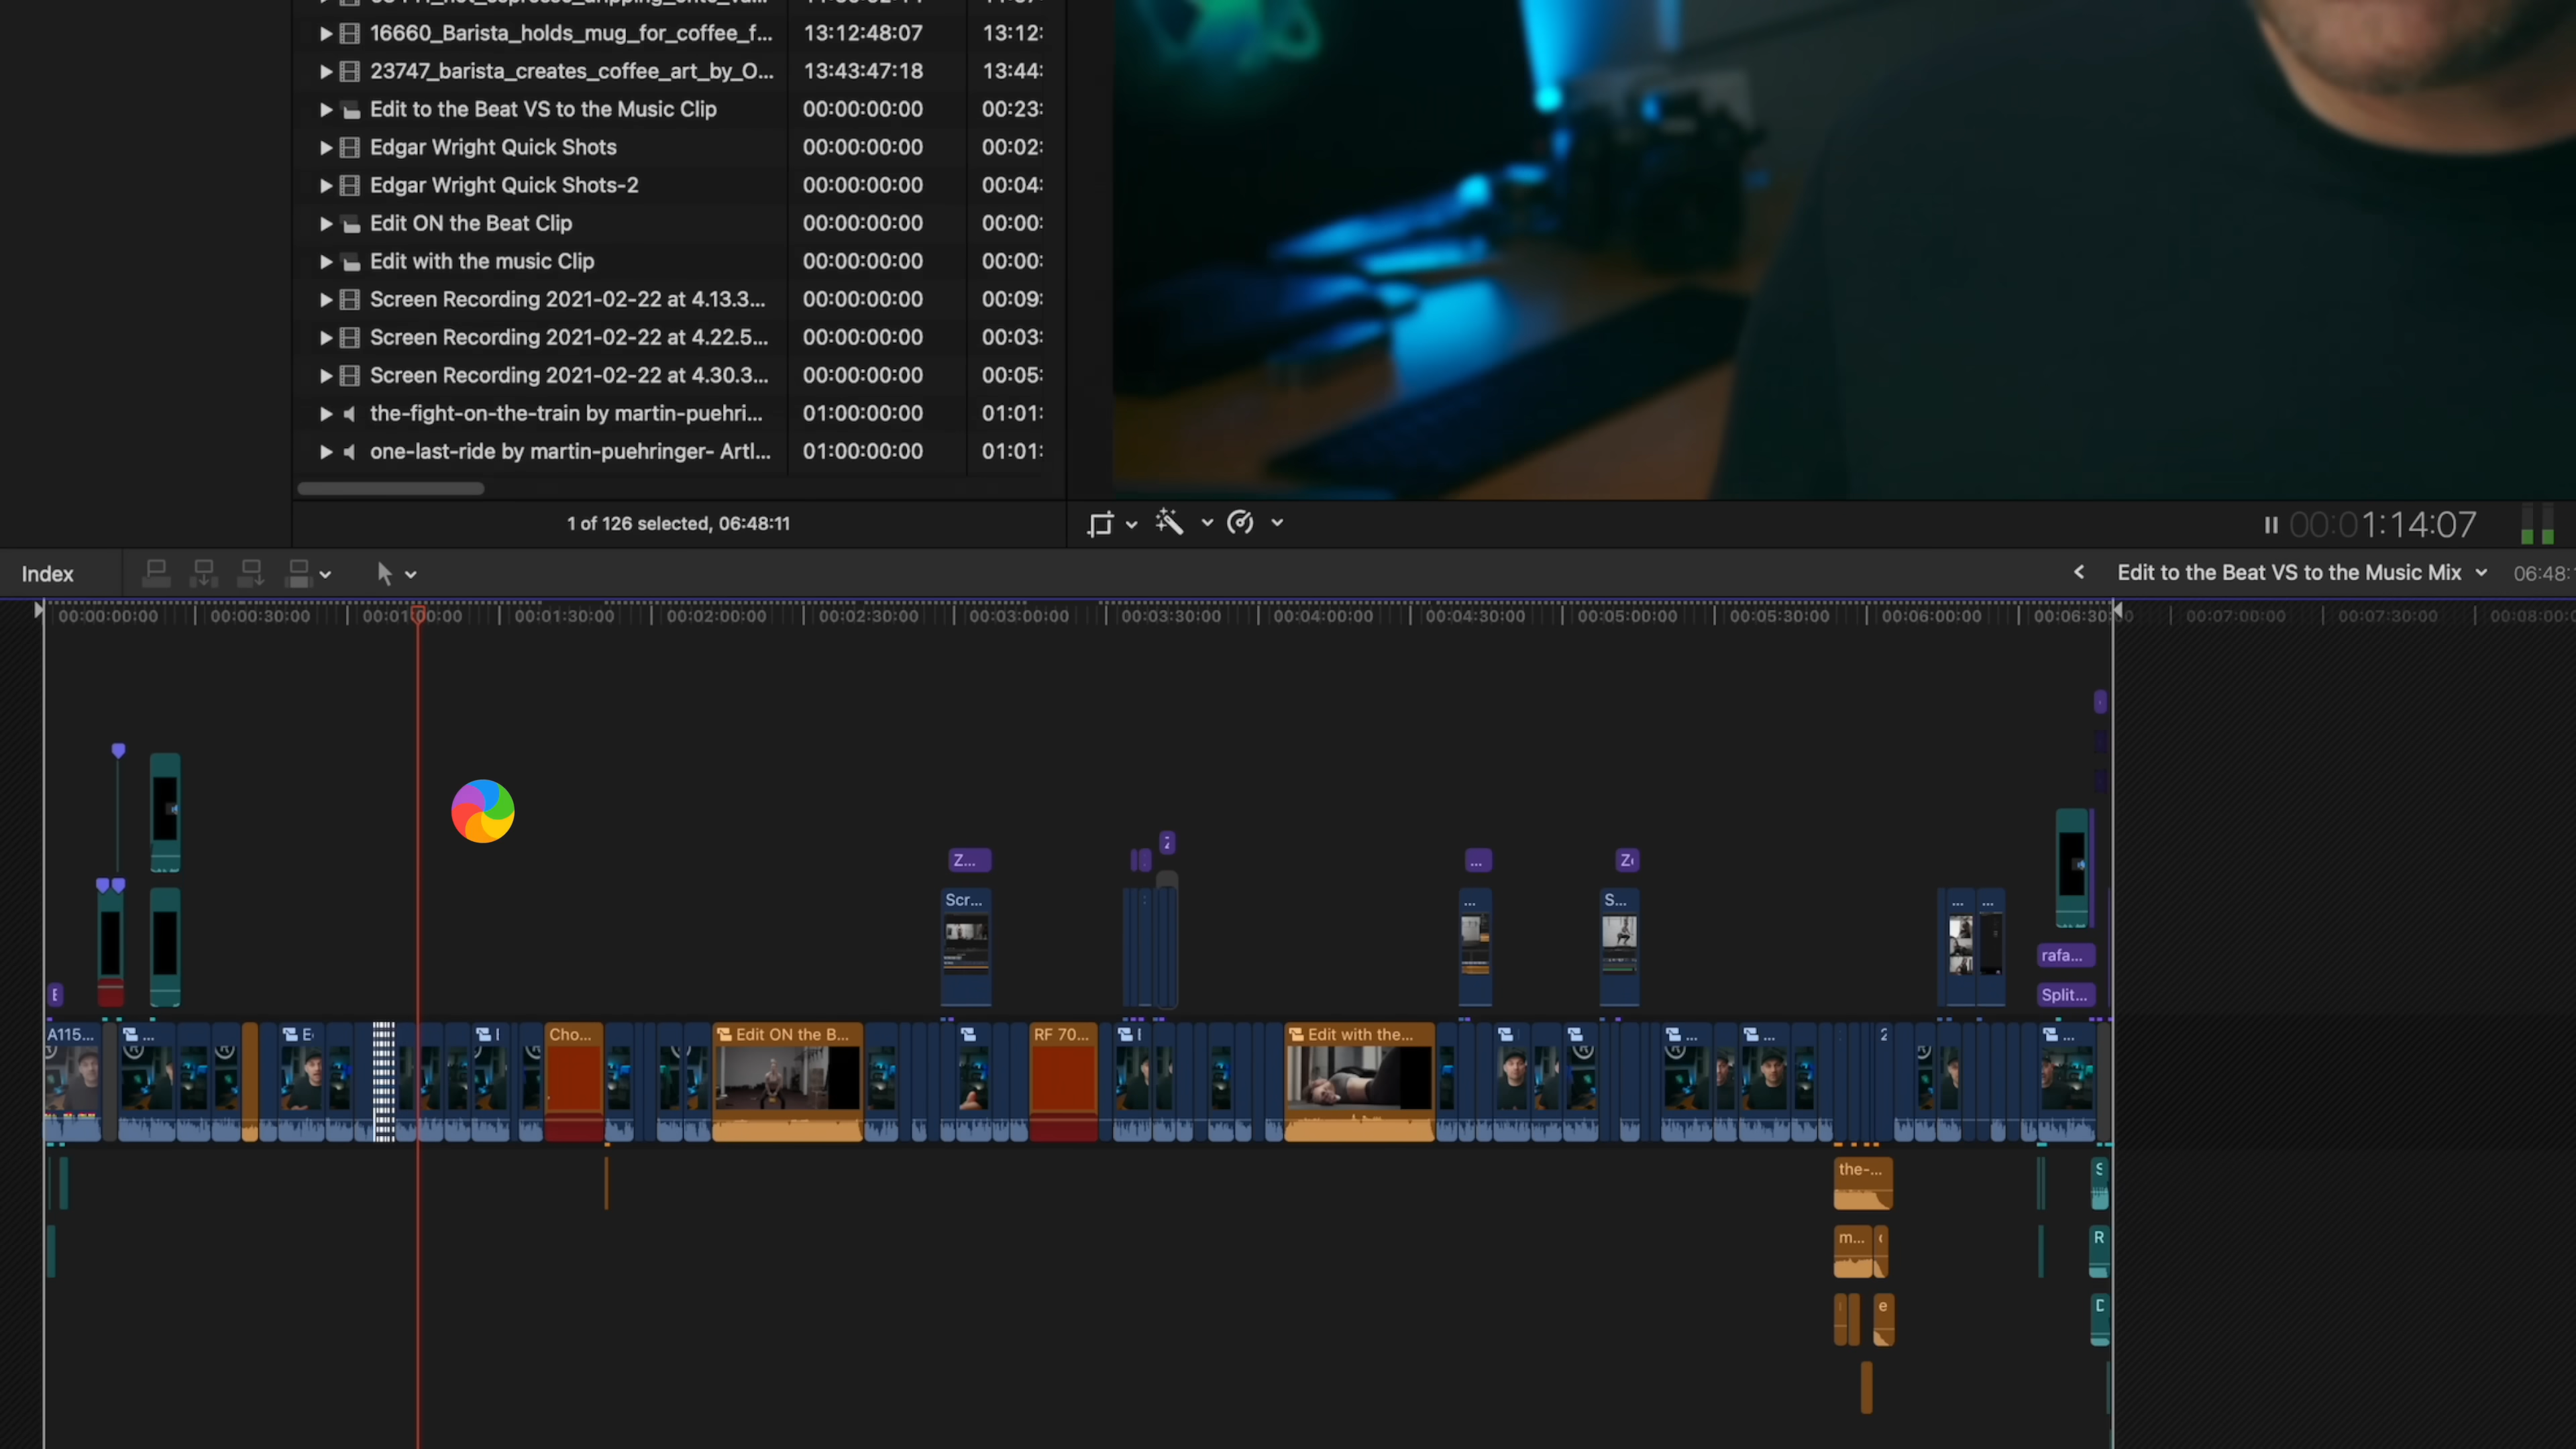 16660_Barista_holds_mug_for_coffee_f... 13:12:48:07 13:12:
23747_barista_creates_coffee_art_by_O... 13:43:47:18 13:44:
Edit to the Beat VS to the Music Clip 00:00:00:00 00:23:
Edgar Wright Quick Shots 00:00:00:00 00:02:
Edgar Wright Quick Shots-2 00:00:00:00 00:04:
Edit ON the Beat Clip 00:00:00:00 00:00:
Edit with the music Clip 00:00:00:00 00:00:
Screen Recording 2021-02-22 at 4.13.3... 00:00:00:00 00:09:
Screen Recording 2021-02-22 at 4.22.5... 00:00:00:00 00:03:
Screen Recording 2021-02-22 at 4.30.3... 00:00:00:00 00:05:
the-fight-on-the-train by martin-puehri... 01:00:00:00 01:01:
one-last-ride by martin-puehringer- Artl... 01:00:00:00 01:01:
1 of 126 selected, 06:48:11
00:01:14:07
Index
Edit to the Beat VS to the Music Mix 06:48:
00:00:00:00 00:00:30:00 00:01:00:00 00:01:30:00 00:02:00:00 00:02:30:00 00:03:00:00 00:03:30:00 00:04:00:00 00:04:30:00 00:05:00:00 00:05:30:00 00:06:00:00 00:06:30:00 00:07:00:00 00:07:30:00 00:08:00:0
Z... ...
Scr... ... S... ... ...
rafa...
Split...
A115... ... Cho... Edit ON the B... RF 70... Edit with the... ... ... 2 ...
the-... S
m... R
e D